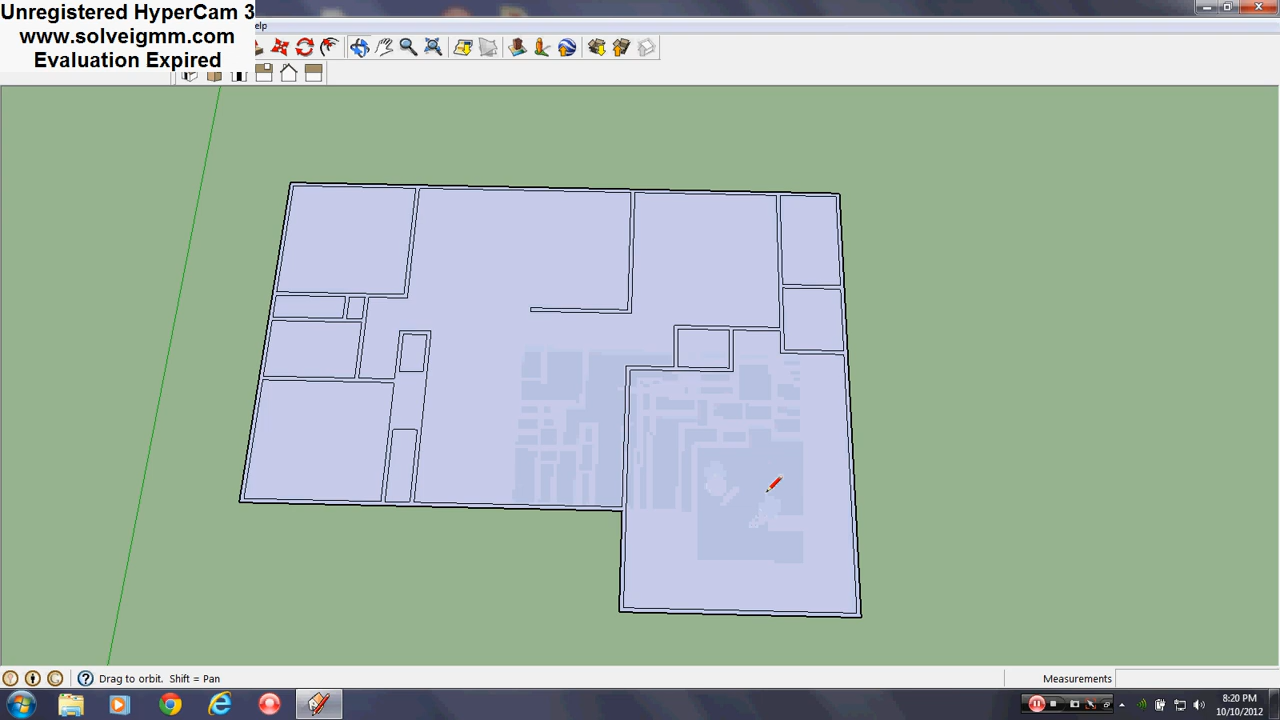 Unregistered HyperCam 3
www.solveigmm.com
Evaluation Expired
elp
Drag to orbit. Shift = Pan
Measurements
8:20 PM
10/10/2012